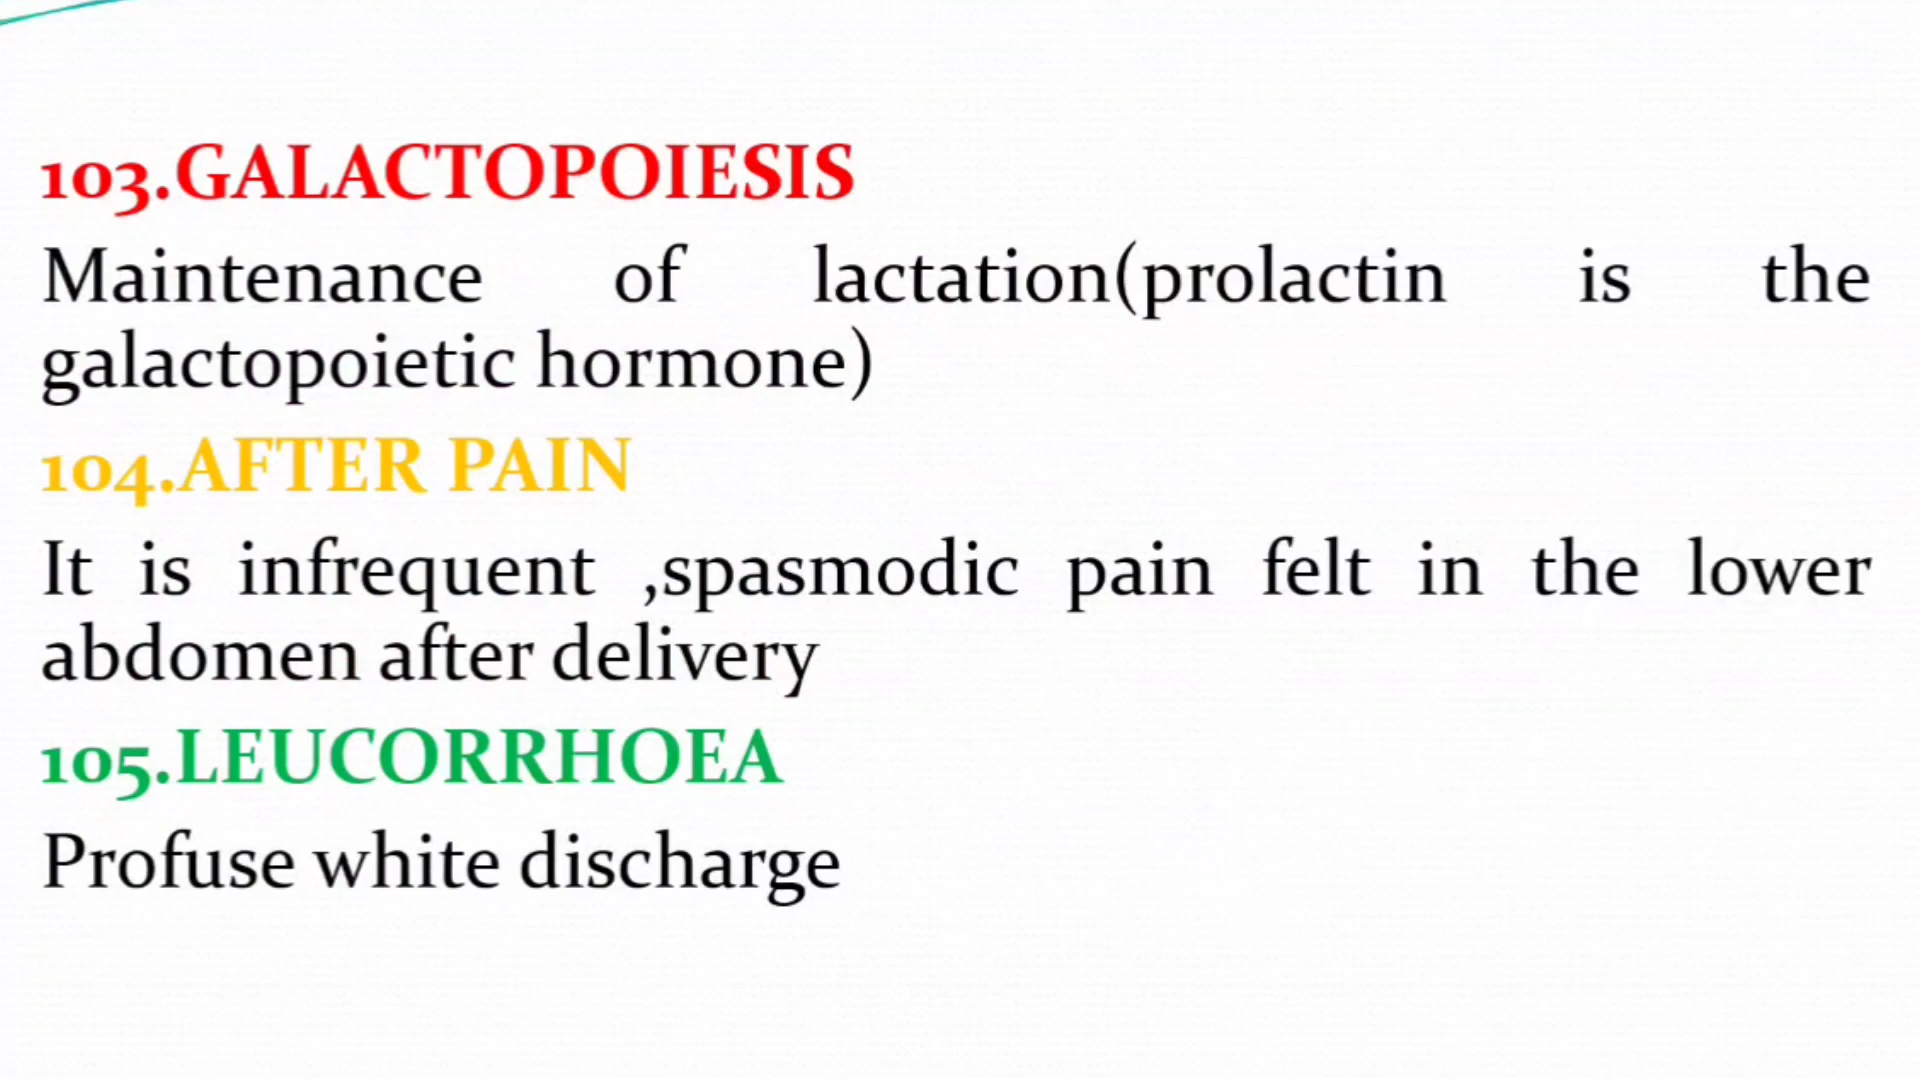 103.GALACTOPOIESIS
Maintenance of lactation(prolactin is the
galactopoietic hormone)
104.AFTER PAIN
It is infrequent ,spasmodic pain felt in the lower
abdomen after delivery
105.LEUCORRHOEA
Profuse white discharge